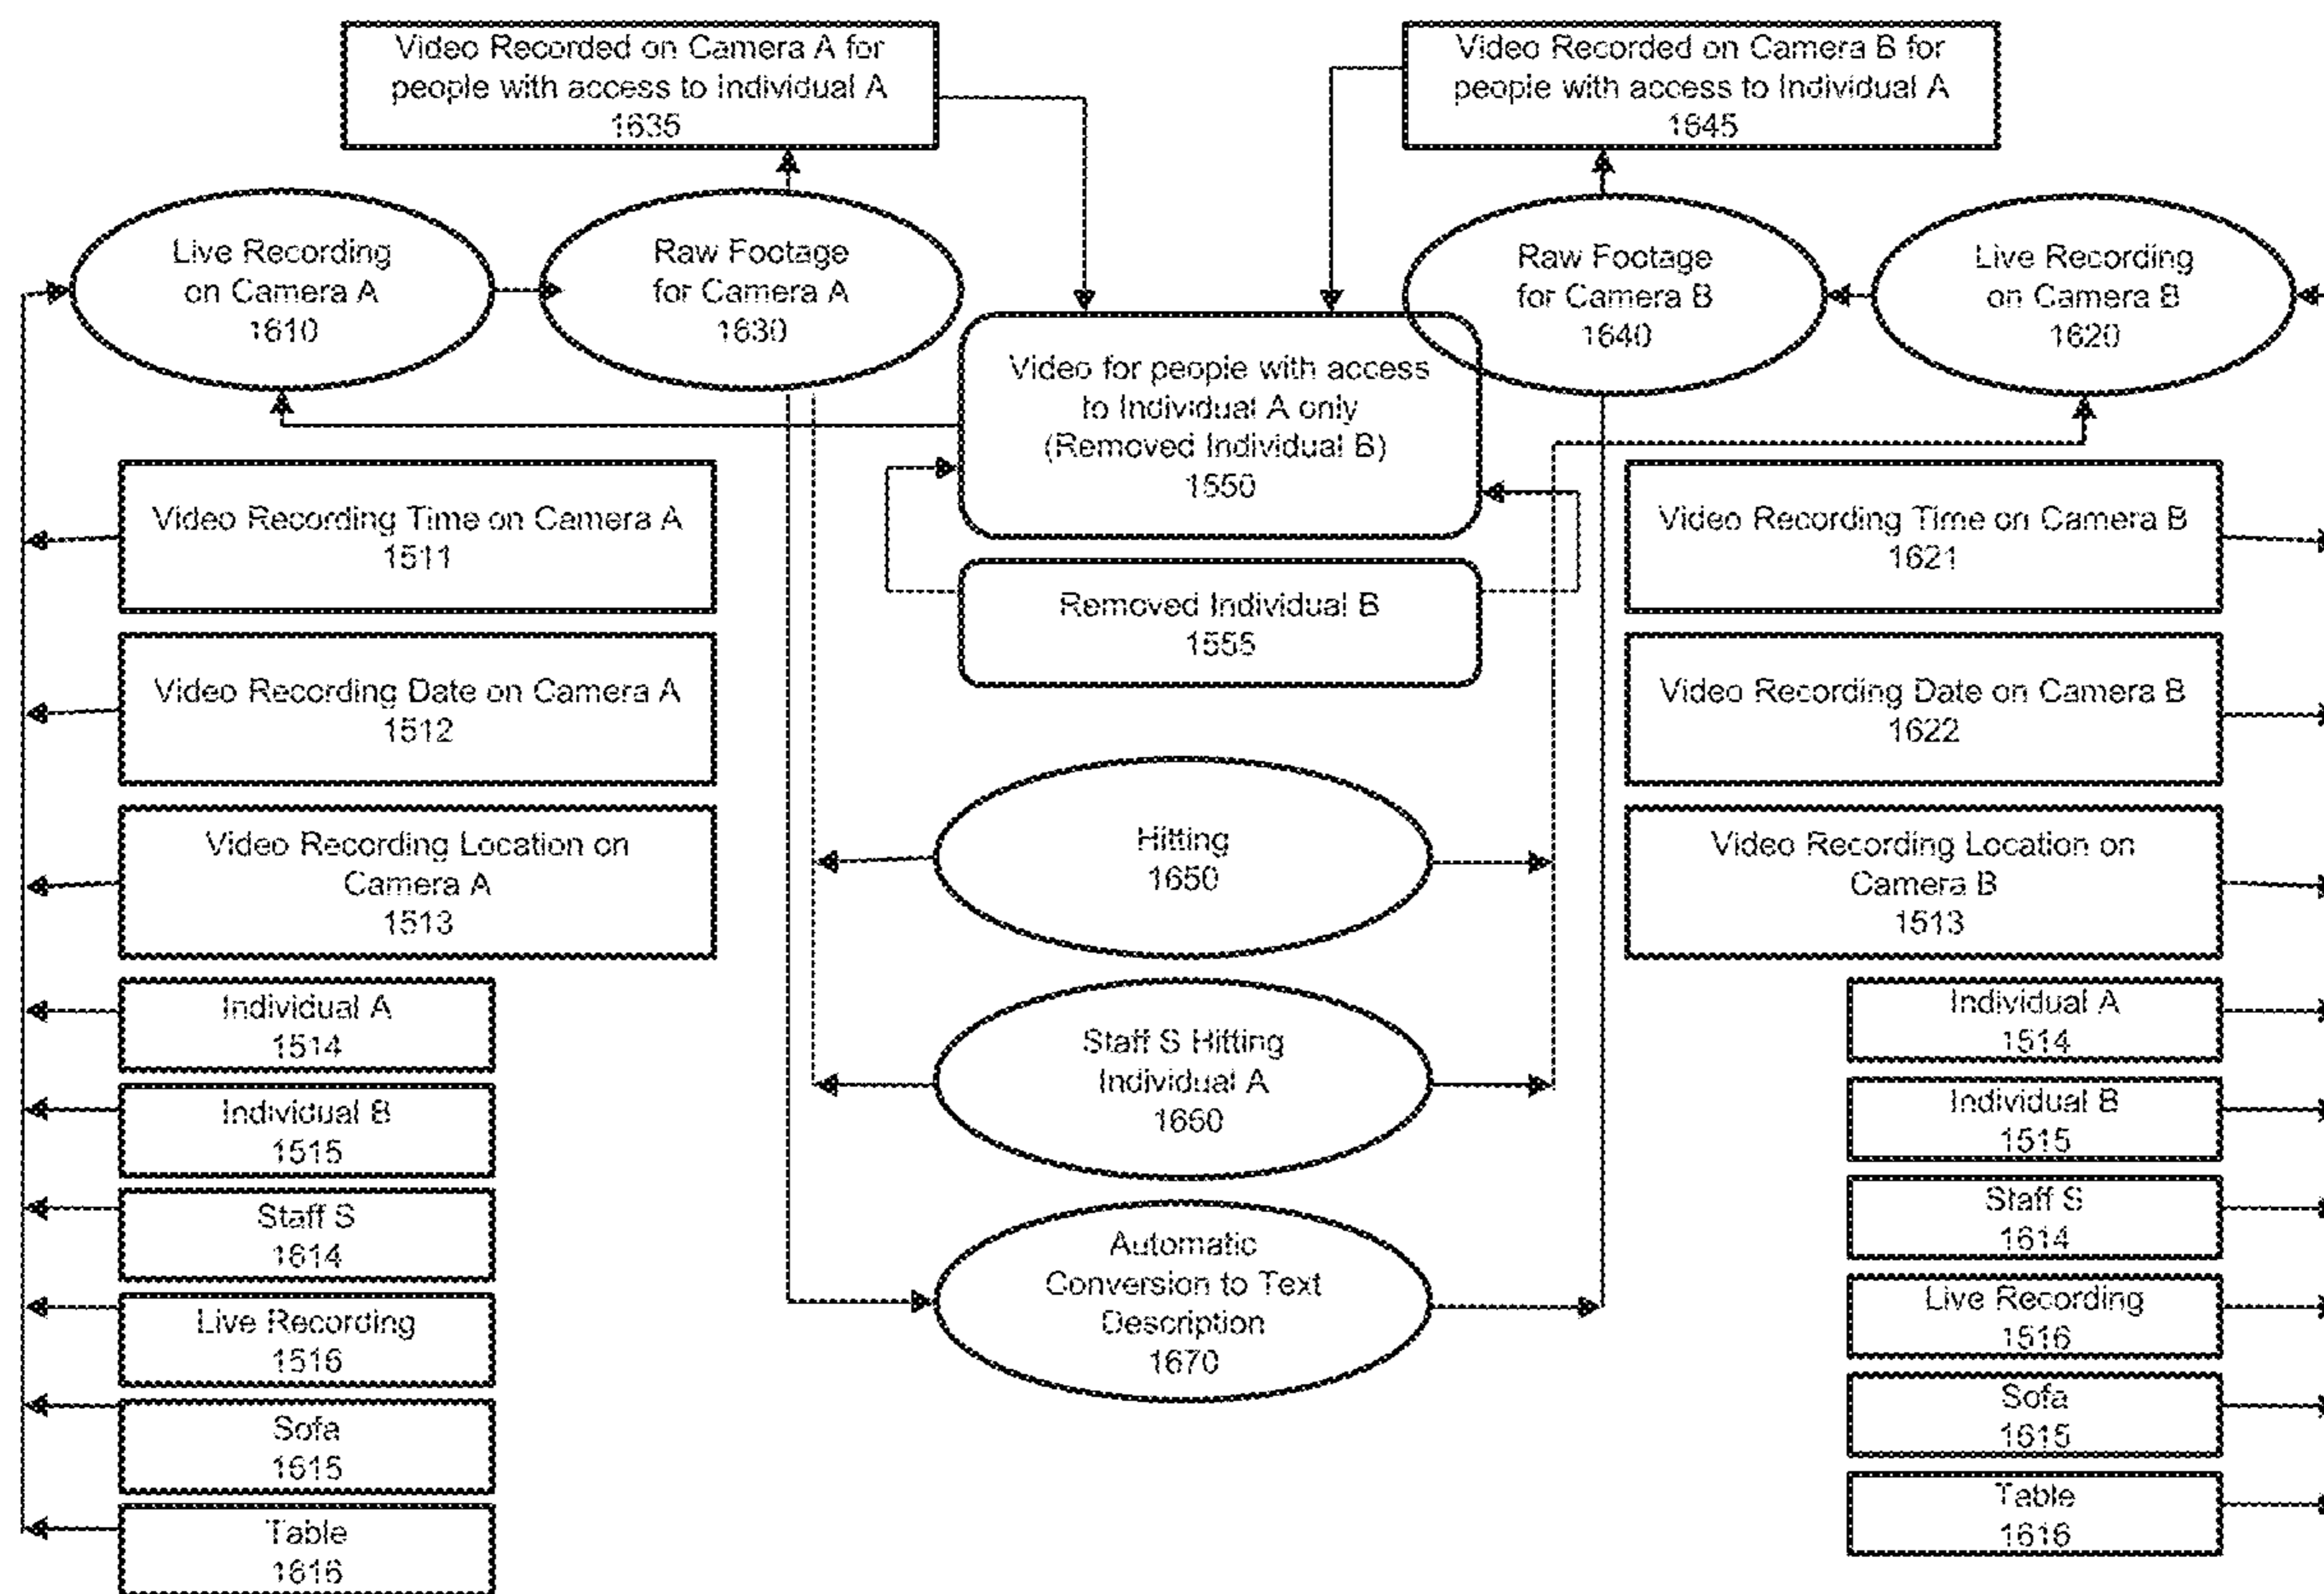 Video Recorded on Camera A for
people with access to Individual A
1635
Video Recorded on Camera B for
people with access to Individual A
1645
Live Recording
on Camera A
1610
Raw Footage
for Camera A
1630
Raw Footage
for Camera B
1640
Live Recording
on Camera B
1620
Video for people with access
to Individual A only
(Removed Individual B)
1550
Removed Individual B
1555
Video Recording Time on Camera A
1511
Video Recording Date on Camera A
1512
Video Recording Location on
Camera A
1513
Individual A
1514
Individual B
1515
Staff S
1614
Live Recording
1516
Sofa
1615
Table
1616
Hitting
1650
Staff S Hitting
Individual A
1660
Automatic
Conversion to Text
Description
1670
Video Recording Time on Camera B
1621
Video Recording Date on Camera B
1622
Video Recording Location on
Camera B
1513
Individual A
1514
Individual B
1515
Staff S
1614
Live Recording
1516
Sofa
1615
Table
1616